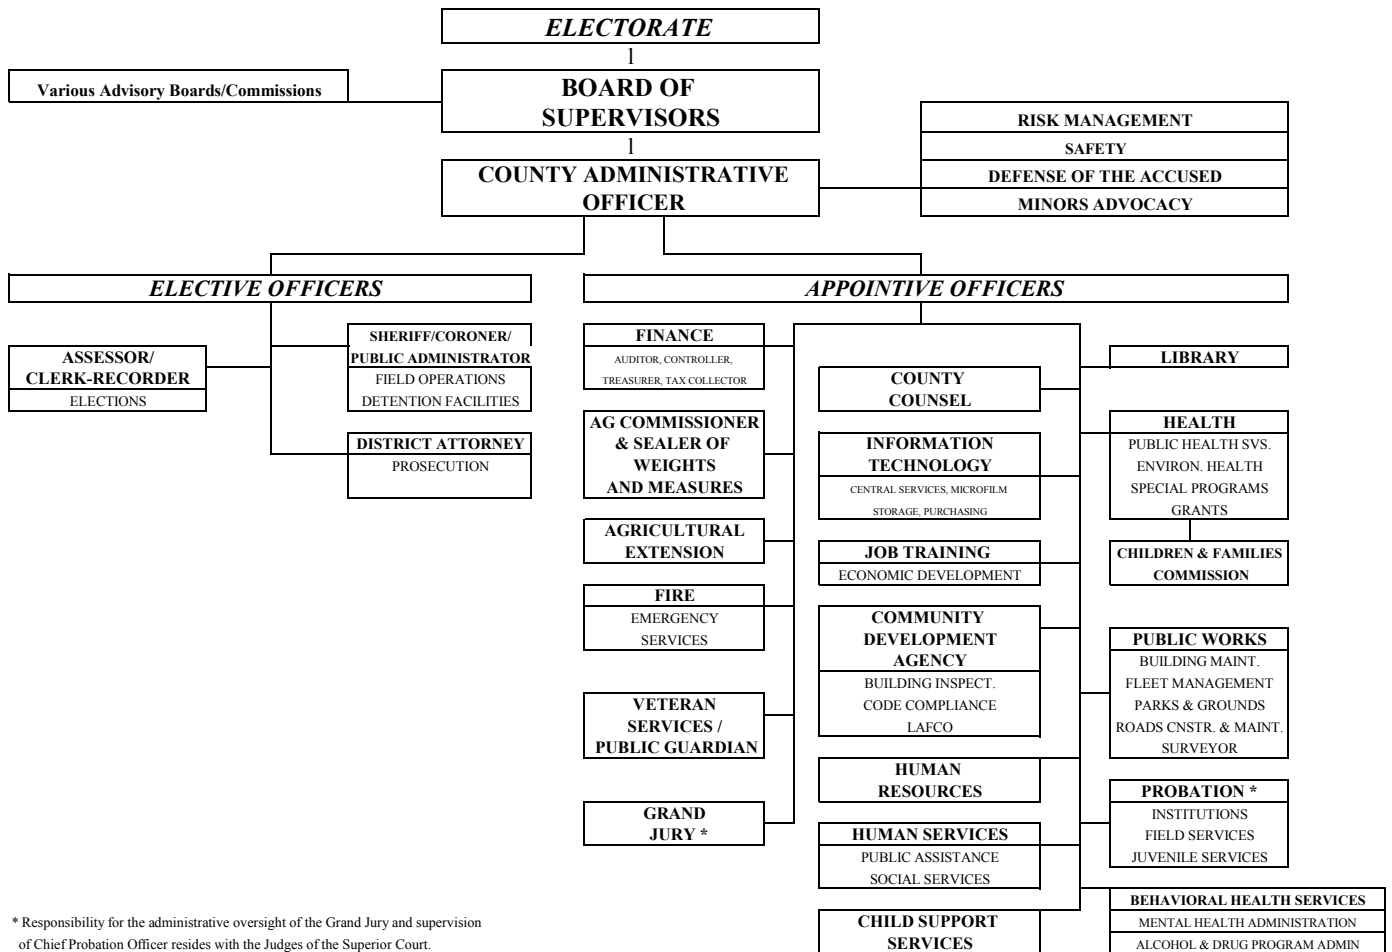 ELECTORATE
l
Various Advisory Boards/Commissions
BOARD OF
SUPERVISORS
l
COUNTY ADMINISTRATIVE
OFFICER
RISK MANAGEMENT
SAFETY
DEFENSE OF THE ACCUSED
MINORS ADVOCACY
ELECTIVE OFFICERS
ASSESSOR/
CLERK-RECORDER
ELECTIONS
SHERIFF/CORONER/
PUBLIC ADMINISTRATOR
FIELD OPERATIONS
DETENTION FACILITIES
DISTRICT ATTORNEY
PROSECUTION
APPOINTIVE OFFICERS
FINANCE
AUDITOR, CONTROLLER,
TREASURER, TAX COLLECTOR
AG COMMISSIONER
& SEALER OF
WEIGHTS
AND MEASURES
AGRICULTURAL
EXTENSION
FIRE
EMERGENCY
SERVICES
VETERAN
SERVICES /
PUBLIC GUARDIAN
GRAND
JURY *
COUNTY
COUNSEL
INFORMATION
TECHNOLOGY
CENTRAL SERVICES, MICROFILM
STORAGE, PURCHASING
JOB TRAINING
ECONOMIC DEVELOPMENT
COMMUNITY
DEVELOPMENT
AGENCY
BUILDING INSPECT.
CODE COMPLIANCE
LAFCO
HUMAN
RESOURCES
HUMAN SERVICES
PUBLIC ASSISTANCE
SOCIAL SERVICES
CHILD SUPPORT
SERVICES
LIBRARY
HEALTH
PUBLIC HEALTH SVS.
ENVIRON. HEALTH
SPECIAL PROGRAMS
GRANTS
CHILDREN & FAMILIES
COMMISSION
PUBLIC WORKS
BUILDING MAINT.
FLEET MANAGEMENT
PARKS & GROUNDS
ROADS CNSTR. & MAINT.
SURVEYOR
PROBATION *
INSTITUTIONS
FIELD SERVICES
JUVENILE SERVICES
BEHAVIORAL HEALTH SERVICES
MENTAL HEALTH ADMINISTRATION
ALCOHOL & DRUG PROGRAM ADMIN
* Responsibility for the administrative oversight of the Grand Jury and supervision
of Chief Probation Officer resides with the Judges of the Superior Court.